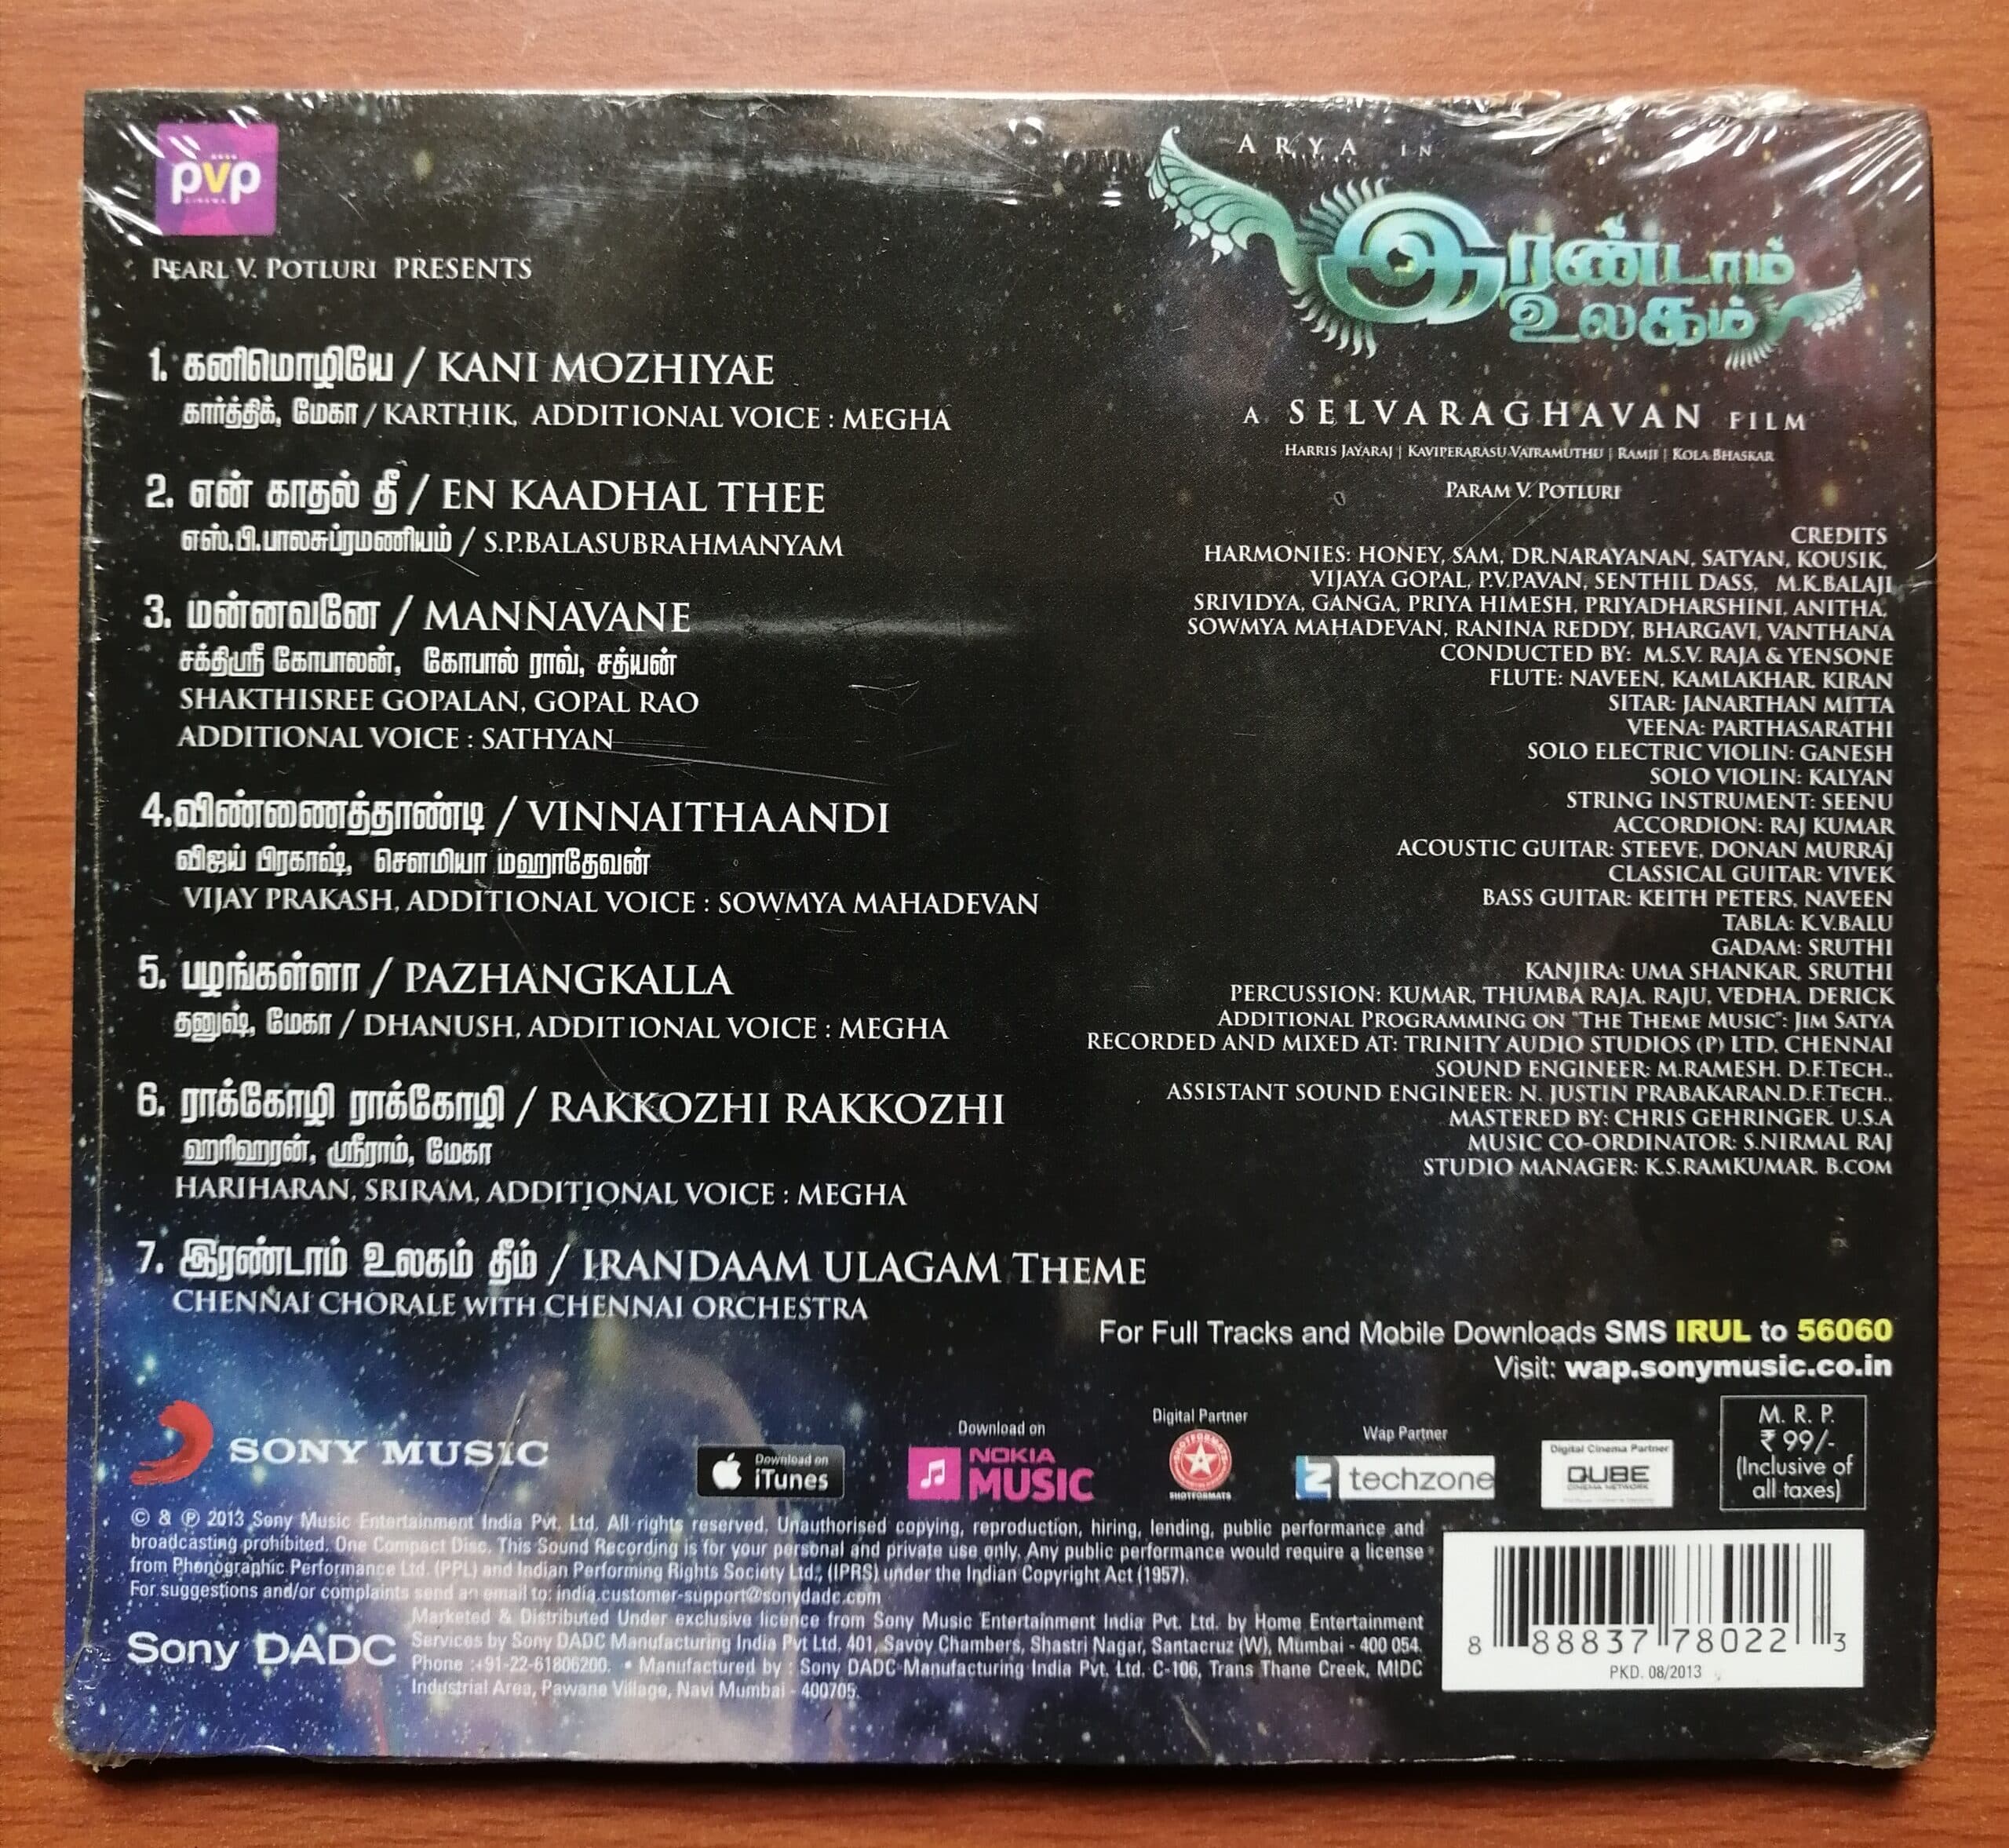 pvp
CINEMA
PEARL V. POTLURI PRESENTS
1. கனிமொழியே / KANI MOZHIYAE
கார்த்திக், மேகா / KARTHIK, ADDITIONAL VOICE : MEGHA
2. என் காதல் தீ / EN KAADHAL THEE
எஸ்.பி.பாலசுப்ரமணியம் / S.P.BALASUBRAHMANYAM
3. மன்னவனே / MANNAVANE
சக்திஸ்ரீ கோபாலன், கோபால் ராவ், சத்யன்
SHAKTHISREE GOPALAN, GOPAL RAO
ADDITIONAL VOICE : SATHYAN
4.விண்ணைத்தாண்டி / VINNAITHAANDI
விஜய் பிரகாஷ், சௌமியா மஹாதேவன்
VIJAY PRAKASH, ADDITIONAL VOICE : SOWMYA MAHADEVAN
5. பழங்கள்ளா / PAZHANGKALLA
தனுஷ், மேகா / DHANUSH, ADDITIONAL VOICE : MEGHA
6. ராக்கோழி ராக்கோழி / RAKKOZHI RAKKOZHI
ஹரிஹரன், ஸ்ரீராம், மேகா
HARIHARAN, SRIRAM, ADDITIONAL VOICE : MEGHA
7. இரண்டாம் உலகம் தீம் / IRANDAAM ULAGAM THEME
CHENNAI CHORALE WITH CHENNAI ORCHESTRA
ARYA IN
இரண்டாம்
உலகம்
A SELVARAGHAVAN FILM
HARRIS JAYARAJ | KAVIPERARASU VAIRAMUTHU | RAMJI | KOLA BHASKAR
PARAM V. POTLURI
CREDITS
HARMONIES: HONEY, SAM, DR.NARAYANAN, SATYAN, KOUSIK,
VIJAYA GOPAL, P.V.PAVAN, SENTHIL DASS, M.K.BALAJI
SRIVIDYA, GANGA, PRIYA HIMESH, PRIYADHARSHINI, ANITHA,
SOWMYA MAHADEVAN, RANINA REDDY, BHARGAVI, VANTHANA
CONDUCTED BY: M.S.V. RAJA & YENSONE
FLUTE: NAVEEN, KAMLAKHAR, KIRAN
SITAR: JANARTHAN MITTA
VEENA: PARTHASARATHI
SOLO ELECTRIC VIOLIN: GANESH
SOLO VIOLIN: KALYAN
STRING INSTRUMENT: SEENU
ACCORDION: RAJ KUMAR
ACOUSTIC GUITAR: STEEVE, DONAN MURRAJ
CLASSICAL GUITAR: VIVEK
BASS GUITAR: KEITH PETERS, NAVEEN
TABLA: K.V.BALU
GADAM: SRUTHI
KANJIRA: UMA SHANKAR, SRUTHI
PERCUSSION: KUMAR, THUMBA RAJA, RAJU, VEDHA, DERICK
ADDITIONAL PROGRAMMING ON "THE THEME MUSIC": JIM SATYA
RECORDED AND MIXED AT: TRINITY AUDIO STUDIOS (P) LTD, CHENNAI
SOUND ENGINEER: M.RAMESH. D.F.TECH.,
ASSISTANT SOUND ENGINEER: N. JUSTIN PRABAKARAN.D.F.TECH.,
MASTERED BY: CHRIS GEHRINGER. U.S.A
MUSIC CO-ORDINATOR: S.NIRMAL RAJ
STUDIO MANAGER: K.S.RAMKUMAR. B.COM
For Full Tracks and Mobile Downloads SMS IRUL to 56060
Visit: wap.sonymusic.co.in
SONY MUSIC
Download on
iTunes
Download on
NOKIA
MUSIC
Digital Partner
SHOTFORMATS
Wap Partner
techzone
Digital Cinema Partner
QUBE
CINEMA NETWORK
M. R. P.
₹ 99/-
(Inclusive of
all taxes)
© & ℗ 2013 Sony Music Entertainment India Pvt. Ltd. All rights reserved. Unauthorised copying, reproduction, hiring, lending, public performance and
broadcasting prohibited. One Compact Disc. This Sound Recording is for your personal and private use only. Any public performance would require a license
from Phonographic Performance Ltd. (PPL) and Indian Performing Rights Society Ltd., (IPRS) under the Indian Copyright Act (1957).
For suggestions and/or complaints send an email to: india.customer-support@sonydadc.com
Sony DADC
Marketed & Distributed Under exclusive licence from Sony Music Entertainment India Pvt. Ltd. by Home Entertainment
Services by Sony DADC Manufacturing India Pvt Ltd. 401, Savoy Chambers, Shastri Nagar, Santacruz (W), Mumbai - 400 054.
Phone :+91-22-61806200. • Manufactured by : Sony DADC Manufacturing India Pvt. Ltd. C-106, Trans Thane Creek, MIDC
Industrial Area, Pawane Village, Navi Mumbai - 400705.
8 88837 78022 3
PKD. 08/2013